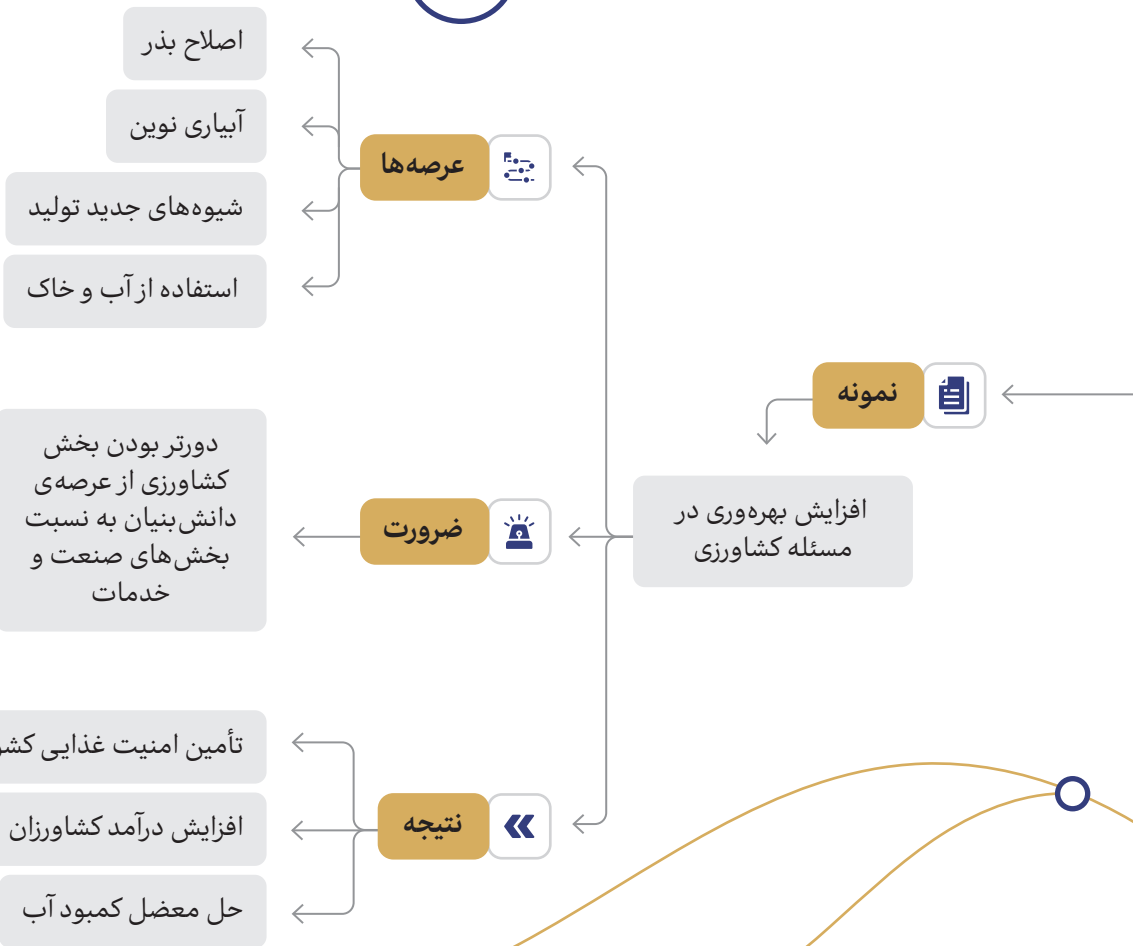 نمونه
افزایش بهره‌وری در
مسئله کشاورزی
عرصه‌ها
اصلاح بذر
آبیاری نوین
شیوه‌های جدید تولید
استفاده از آب و خاک
ضرورت
دورتر بودن بخش
کشاورزی از عرصه‌ی
دانش‌بنیان به نسبت
بخش‌های صنعت و
خدمات
نتیجه
تأمین امنیت غذایی
افزایش درآمد کشاورزان
حل معضل کمبود آب